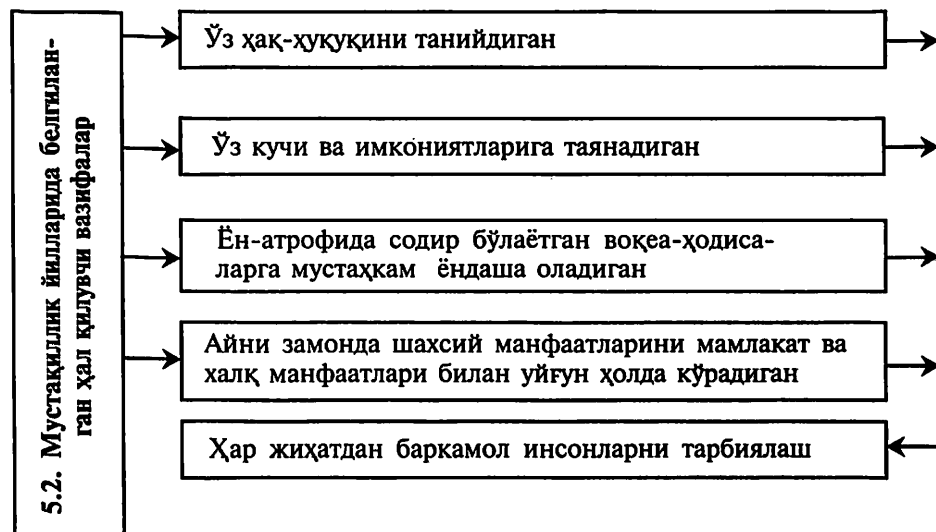 5.2. Мустақиллик йилларида белгилан-
ган ҳал қилувчи вазифалар
Ўз ҳақ-ҳуқуқини танийдиган
Ўз кучи ва имкониятларига таянадиган
Ён-атрофида содир бўлаётган воқеа-ҳодиса-
ларга мустаҳкам ёндаша оладиган
Айни замонда шахсий манфаатларини мамлакат ва
халқ манфаатлари билан уйғун ҳолда кўрадиган
Ҳар жиҳатдан баркамол инсонларни тарбиялаш